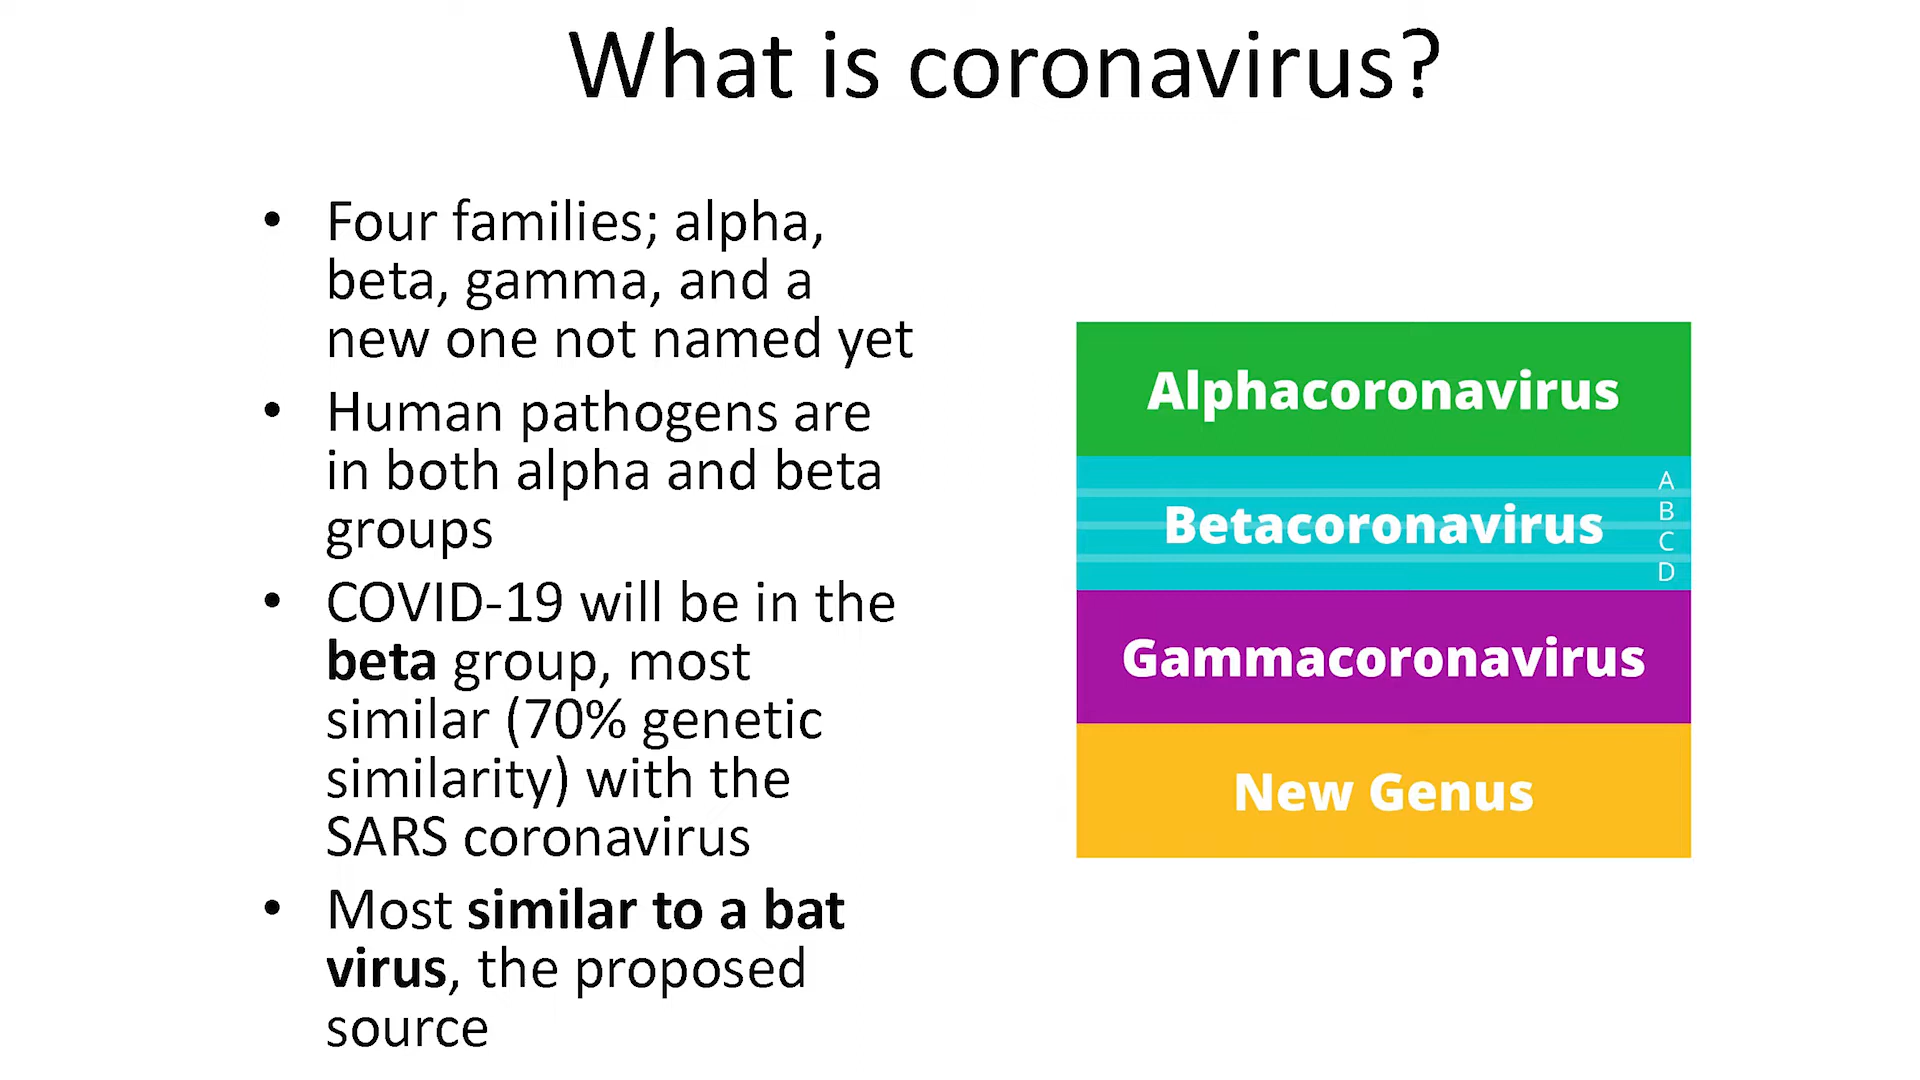 What is coronavirus?
• Four families; alpha,
beta, gamma, and a
new one not named yet
• Human pathogens are
in both alpha and beta
groups
• COVID-19 will be in the
beta group, most
similar (70% genetic
similarity) with the
SARS coronavirus
• Most similar to a bat
virus, the proposed
source
Alphacoronavirus
Betacoronavirus
A
B
C
D
Gammacoronavirus
New Genus